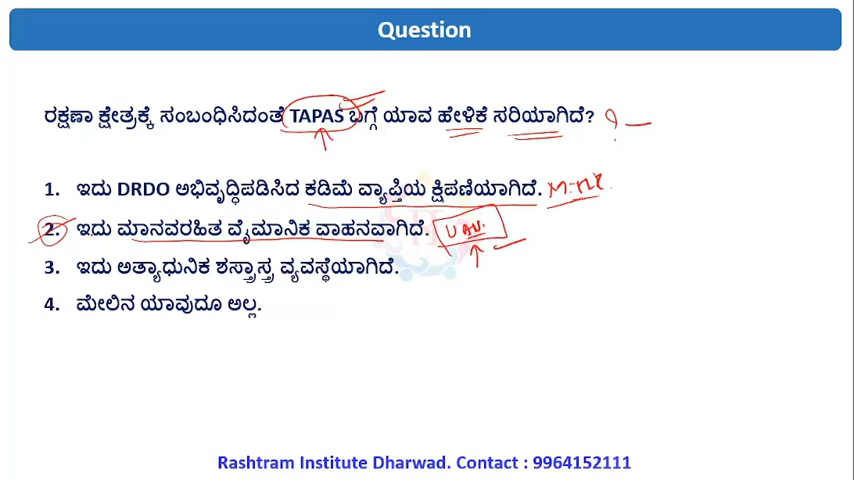 Question
ರಕ್ಷಣಾ ಕ್ಷೇತ್ರಕ್ಕೆ ಸಂಬಂಧಿಸಿದಂತೆ TAPAS ಬಗ್ಗೆ ಯಾವ ಹೇಳಿಕೆ ಸರಿಯಾಗಿದೆ?
1. ಇದು DRDO ಅಭಿವೃದ್ಧಿಪಡಿಸಿದ ಕಡಿಮೆ ವ್ಯಾಪ್ತಿಯ ಕ್ಷಿಪಣಿಯಾಗಿದೆ.
2. ಇದು ಮಾನವರಹಿತ ವೈಮಾನಿಕ ವಾಹನವಾಗಿದೆ. UAV.
3. ಇದು ಅತ್ಯಾಧುನಿಕ ಶಸ್ತ್ರಾಸ್ತ್ರ ವ್ಯವಸ್ಥೆಯಾಗಿದೆ.
4. ಮೇಲಿನ ಯಾವುದೂ ಅಲ್ಲ.
Rashtram Institute Dharwad. Contact : 9964152111